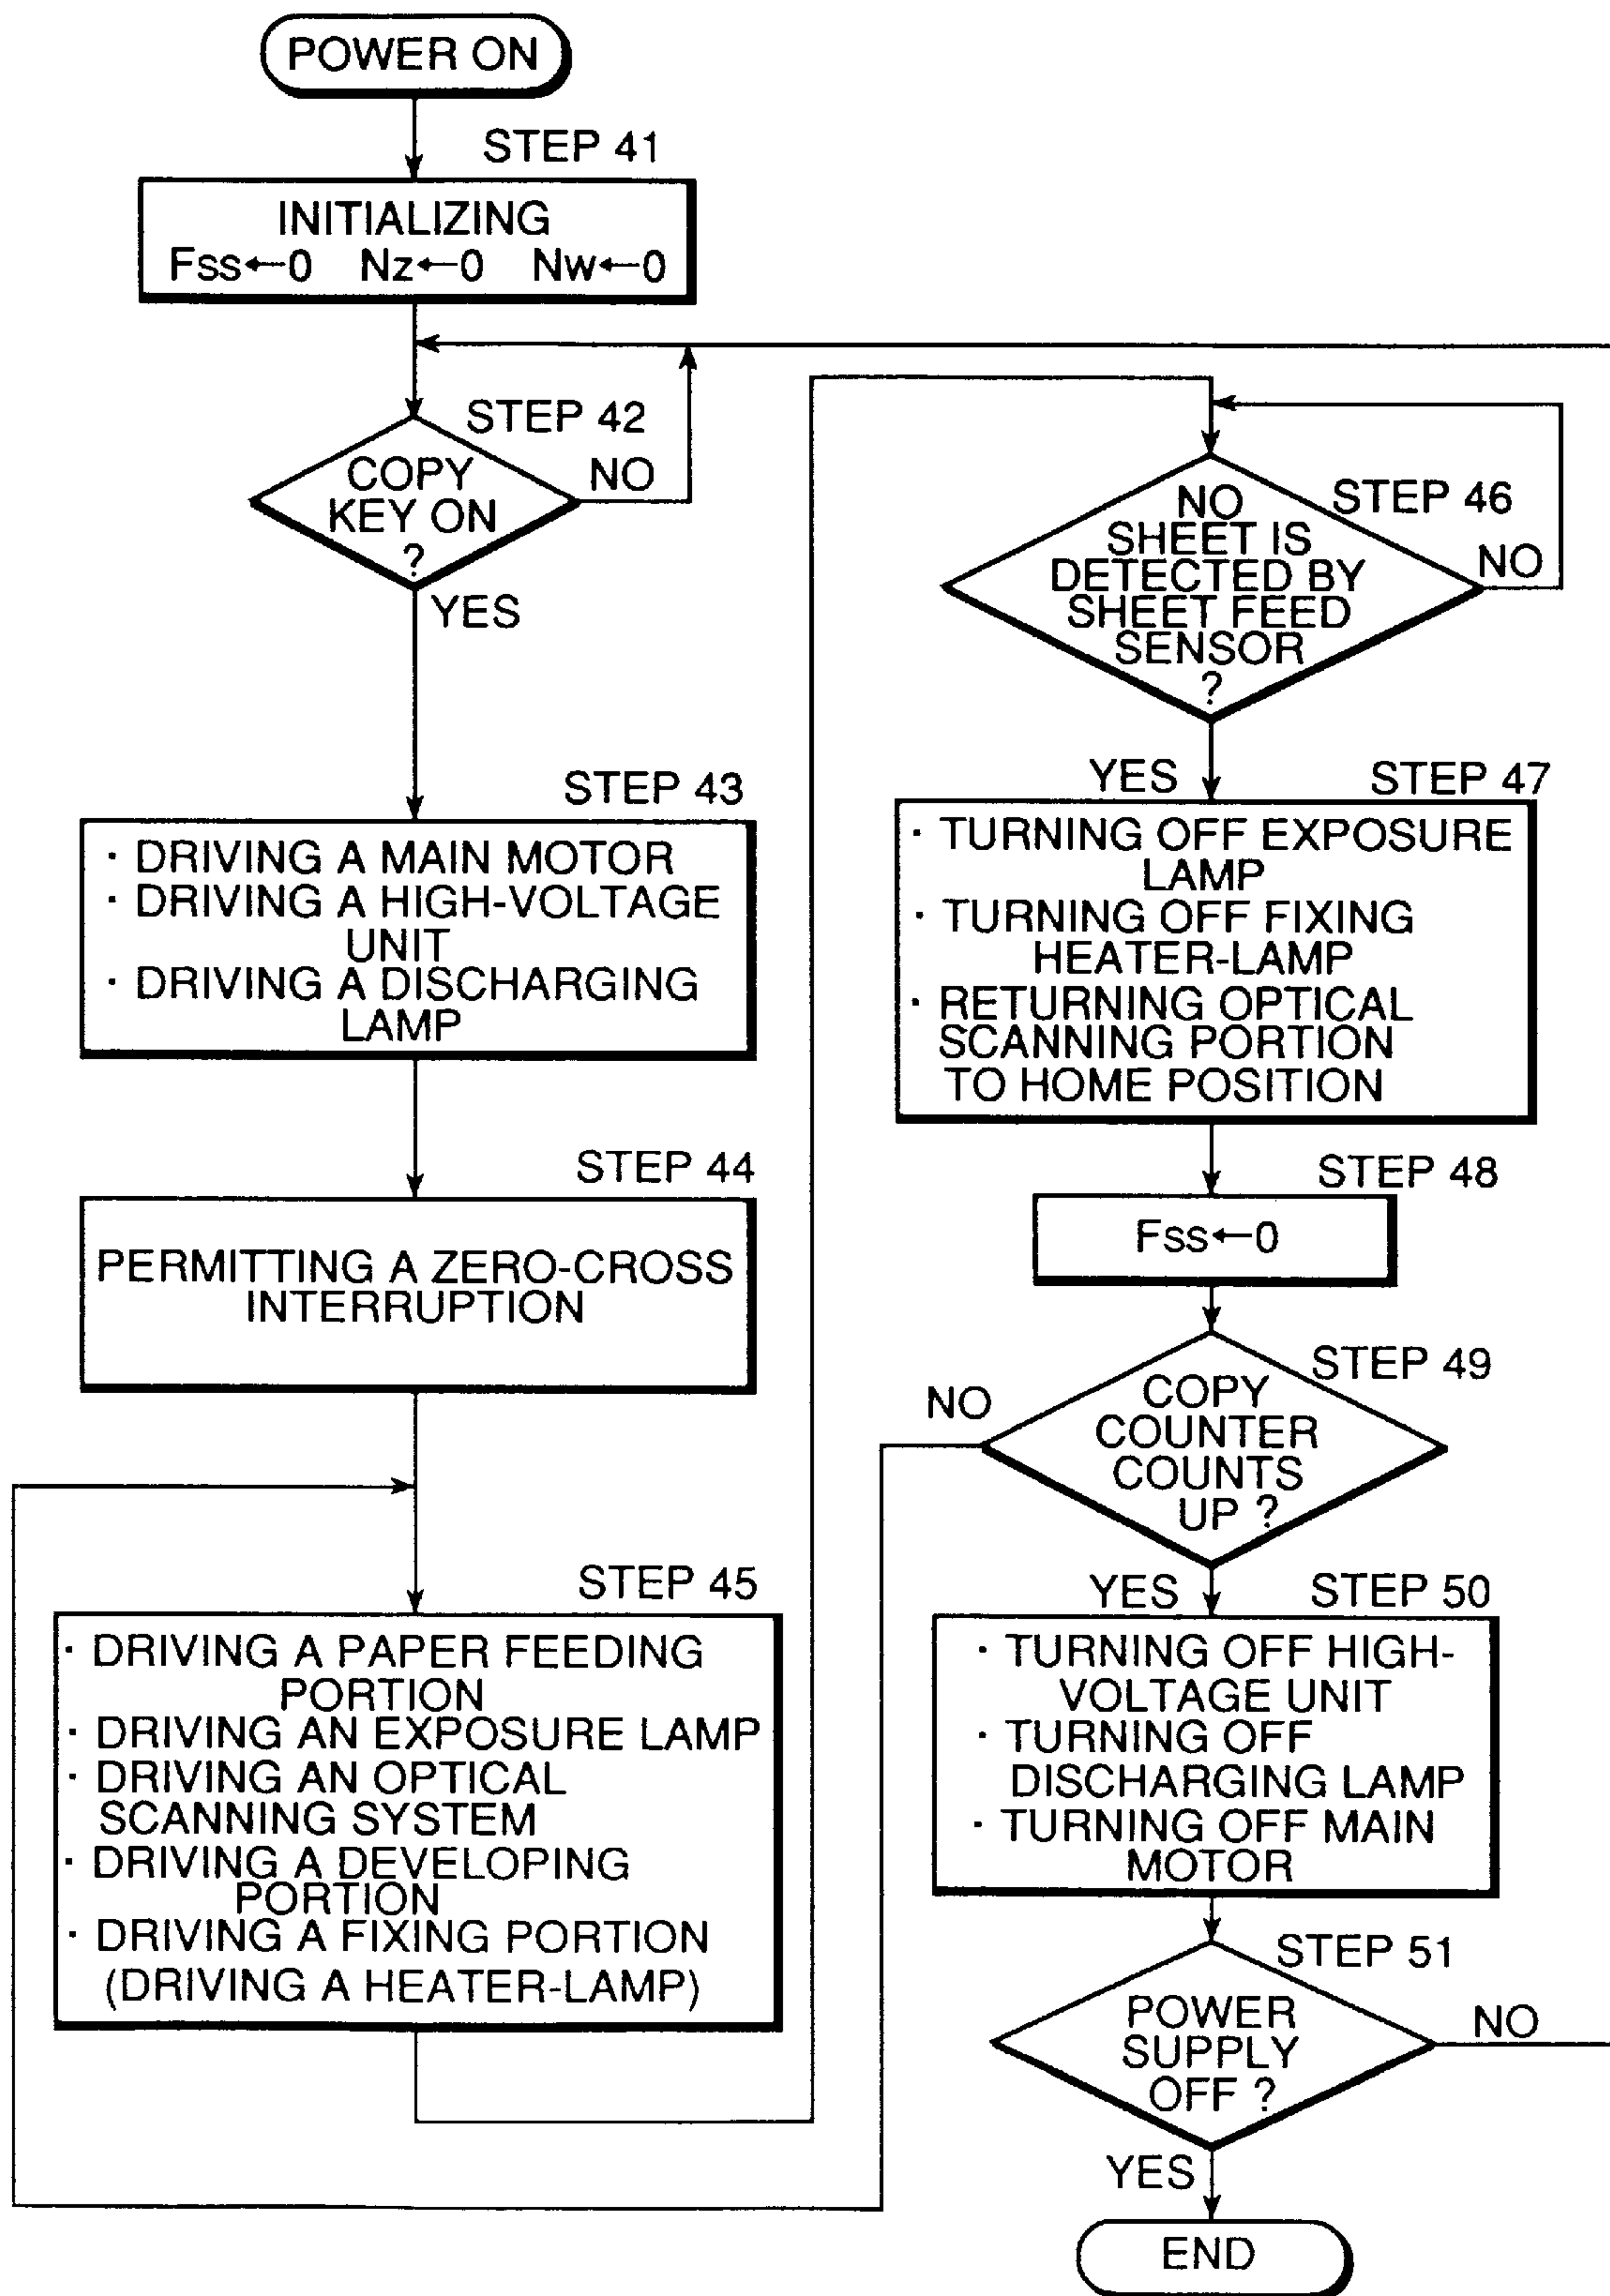 POWER ON
STEP 41
INITIALIZING
FSS←0 NZ←0 NW←0
STEP 42
COPY
KEY ON
?
NO
YES
STEP 43
· DRIVING A MAIN MOTOR
· DRIVING A HIGH-VOLTAGE
UNIT
· DRIVING A DISCHARGING
LAMP
STEP 44
PERMITTING A ZERO-CROSS
INTERRUPTION
STEP 45
· DRIVING A PAPER FEEDING
PORTION
· DRIVING AN EXPOSURE LAMP
· DRIVING AN OPTICAL
SCANNING SYSTEM
· DRIVING A DEVELOPING
PORTION
· DRIVING A FIXING PORTION
(DRIVING A HEATER-LAMP)
STEP 46
NO
SHEET IS
DETECTED BY
SHEET FEED
SENSOR
?
NO
YES
STEP 47
· TURNING OFF EXPOSURE
LAMP
· TURNING OFF FIXING
HEATER-LAMP
· RETURNING OPTICAL
SCANNING PORTION
TO HOME POSITION
STEP 48
FSS←0
STEP 49
NO
COPY
COUNTER
COUNTS
UP ?
YES
STEP 50
· TURNING OFF HIGH-
VOLTAGE UNIT
· TURNING OFF
DISCHARGING LAMP
· TURNING OFF MAIN
MOTOR
STEP 51
POWER
SUPPLY
OFF ?
NO
YES
END